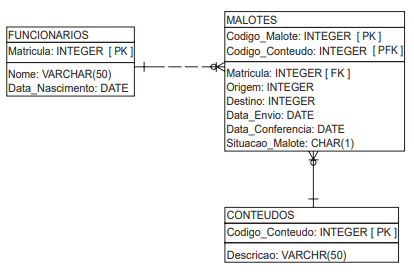 FUNCIONARIOS
Matricula: INTEGER [ PK ]
Nome: VARCHAR(50)
Data_Nascimento: DATE
MALOTES
Codigo_Malote: INTEGER [ PK ]
Codigo_Conteudo: INTEGER [ PFK ]
Matricula: INTEGER [ FK ]
Origem: INTEGER
Destino: INTEGER
Data_Envio: DATE
Data_Conferencia: DATE
Situacao_Malote: CHAR(1)
CONTEUDOS
Codigo_Conteudo: INTEGER [ PK ]
Descricao: VARCHR(50)